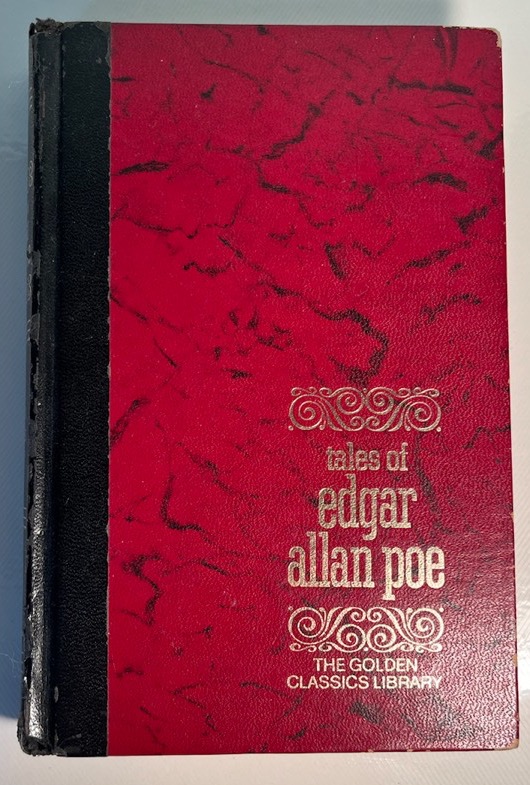 tales of
edgar
allan poe
THE GOLDEN
CLASSICS LIBRARY